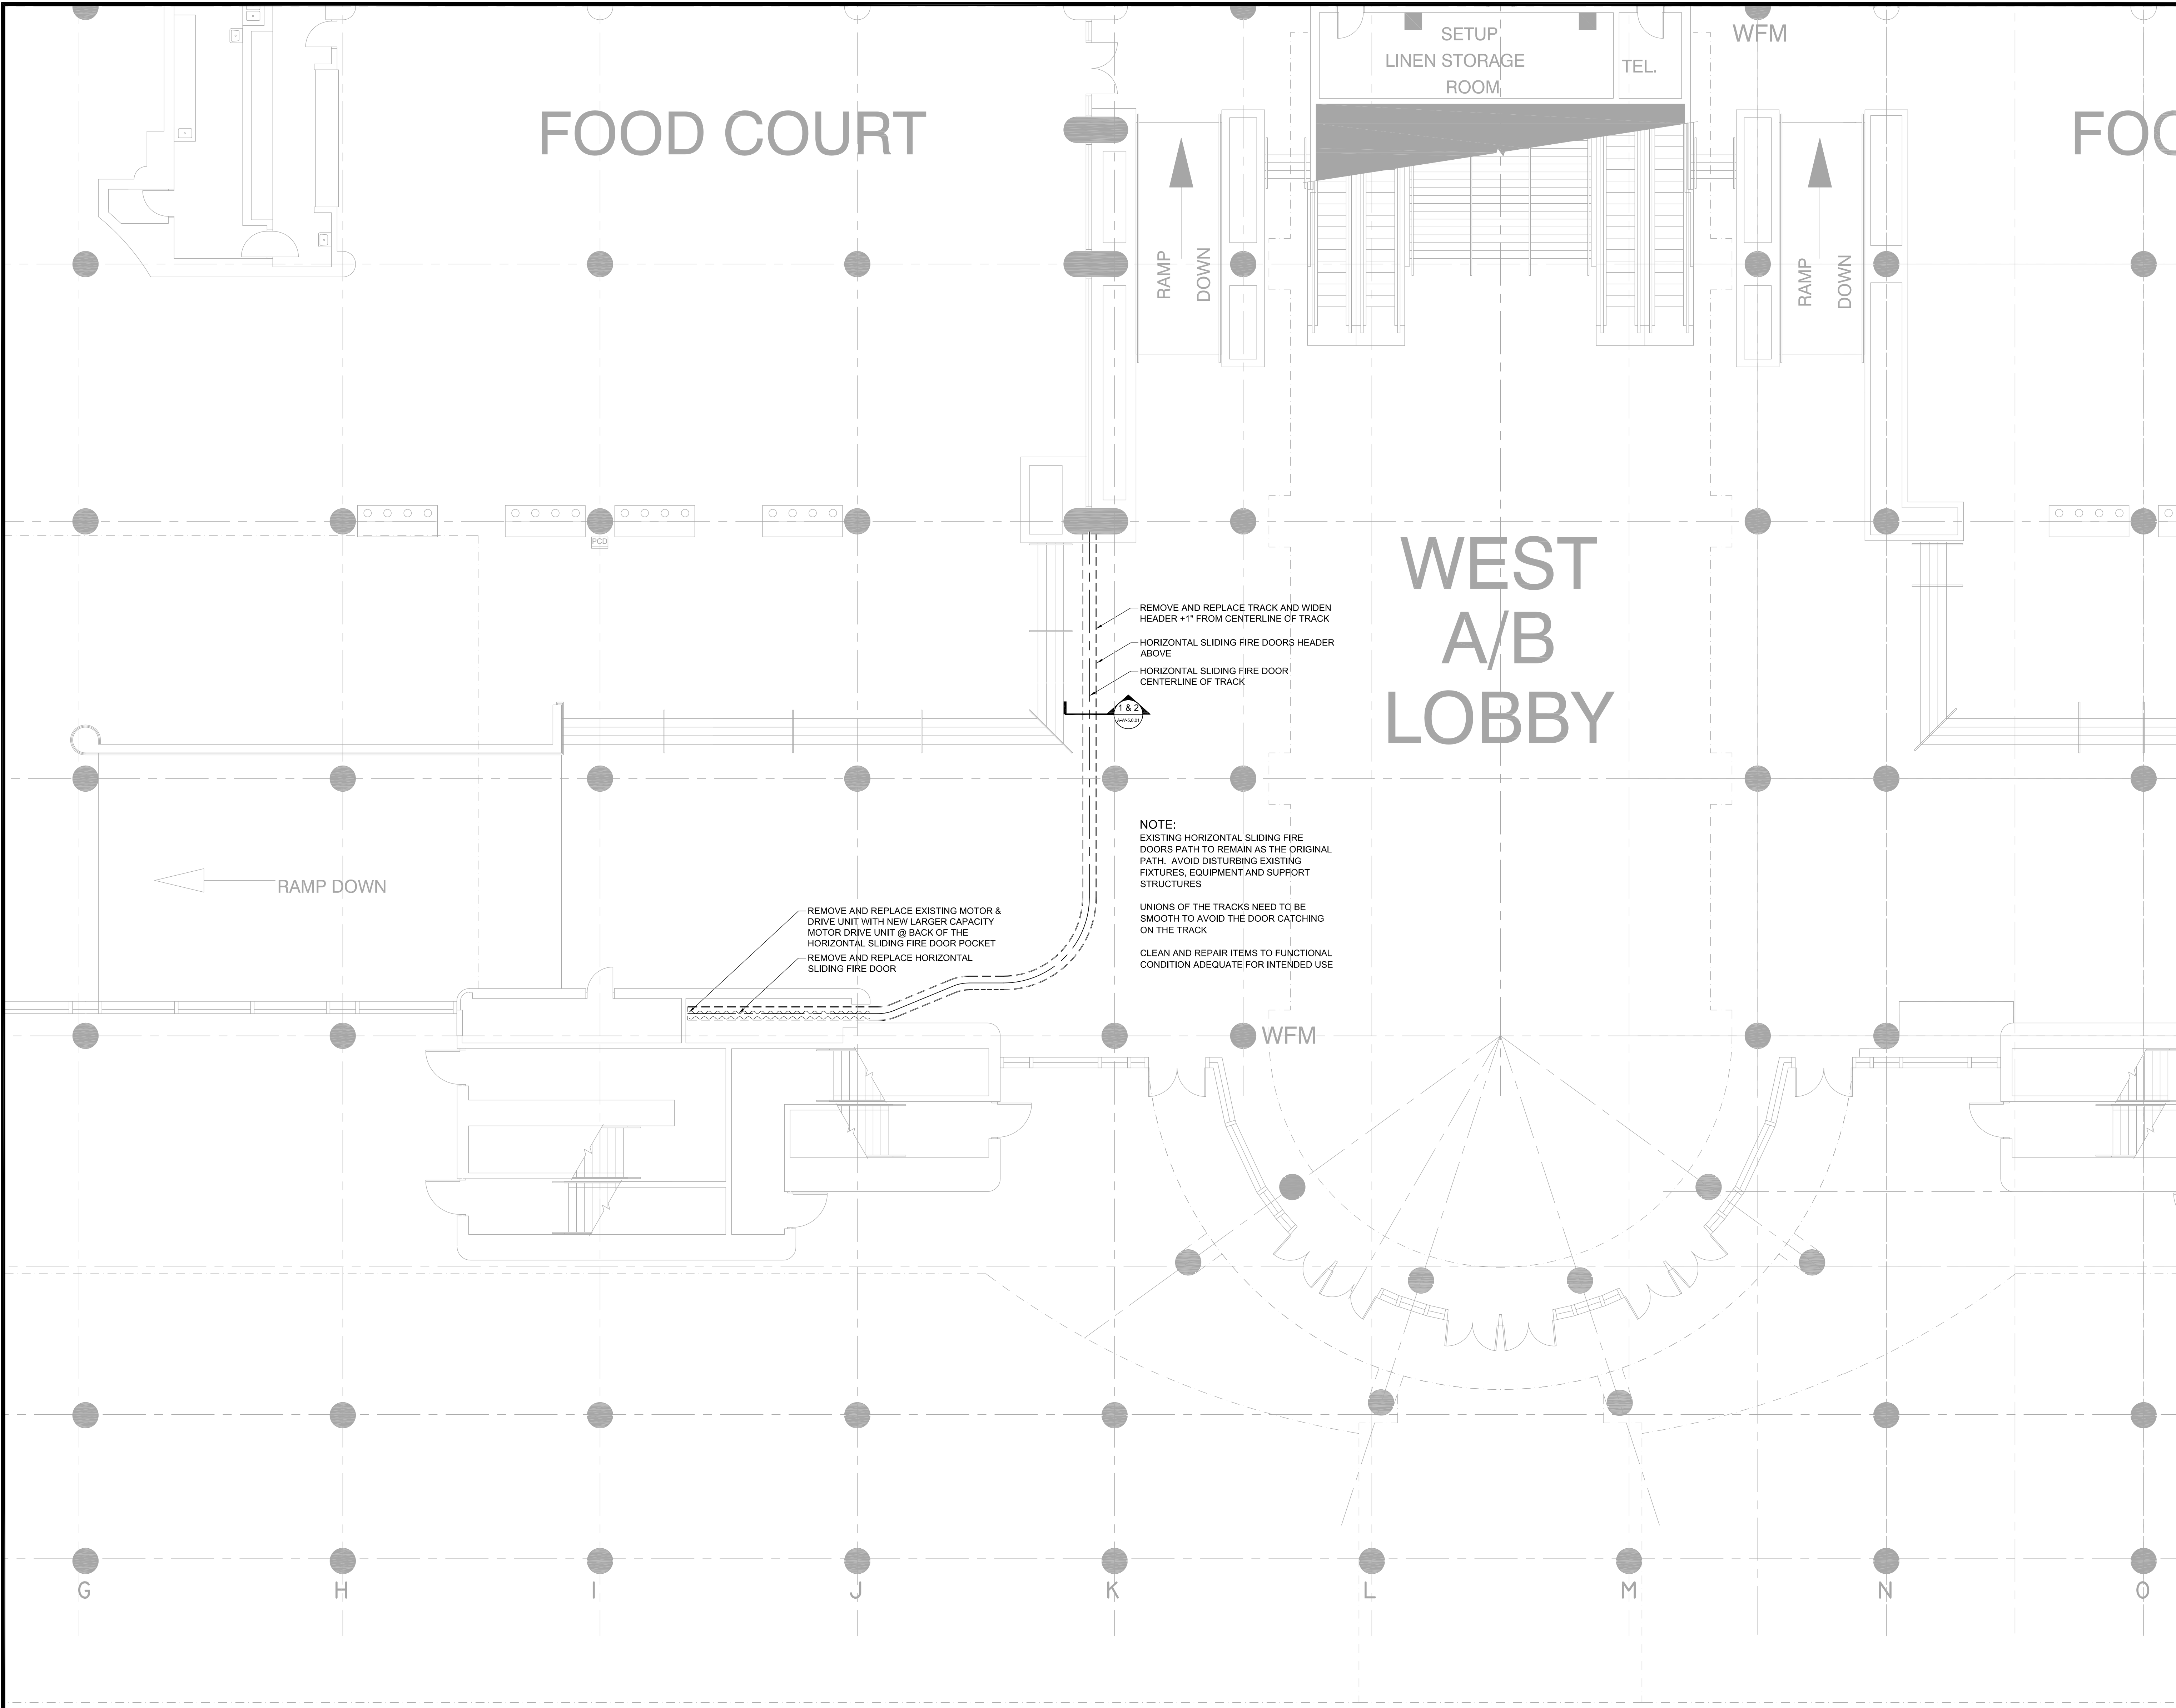 SETUP
LINEN STORAGE
ROOM
TEL.
WFM
FOOD COURT
FOO
RAMP
DOWN
RAMP
DOWN
PCD
WEST
A/B
LOBBY
REMOVE AND REPLACE TRACK AND WIDEN
HEADER +1" FROM CENTERLINE OF TRACK
HORIZONTAL SLIDING FIRE DOORS HEADER
ABOVE
HORIZONTAL SLIDING FIRE DOOR
CENTERLINE OF TRACK
1 & 2
NOTE:
EXISTING HORIZONTAL SLIDING FIRE
DOORS PATH TO REMAIN AS THE ORIGINAL
PATH. AVOID DISTURBING EXISTING
FIXTURES, EQUIPMENT AND SUPPORT
STRUCTURES
UNIONS OF THE TRACKS NEED TO BE
SMOOTH TO AVOID THE DOOR CATCHING
ON THE TRACK
CLEAN AND REPAIR ITEMS TO FUNCTIONAL
CONDITION ADEQUATE FOR INTENDED USE
RAMP DOWN
REMOVE AND REPLACE EXISTING MOTOR &
DRIVE UNIT WITH NEW LARGER CAPACITY
MOTOR DRIVE UNIT @ BACK OF THE
HORIZONTAL SLIDING FIRE DOOR POCKET
REMOVE AND REPLACE HORIZONTAL
SLIDING FIRE DOOR
WFM
G H I J K L M N O